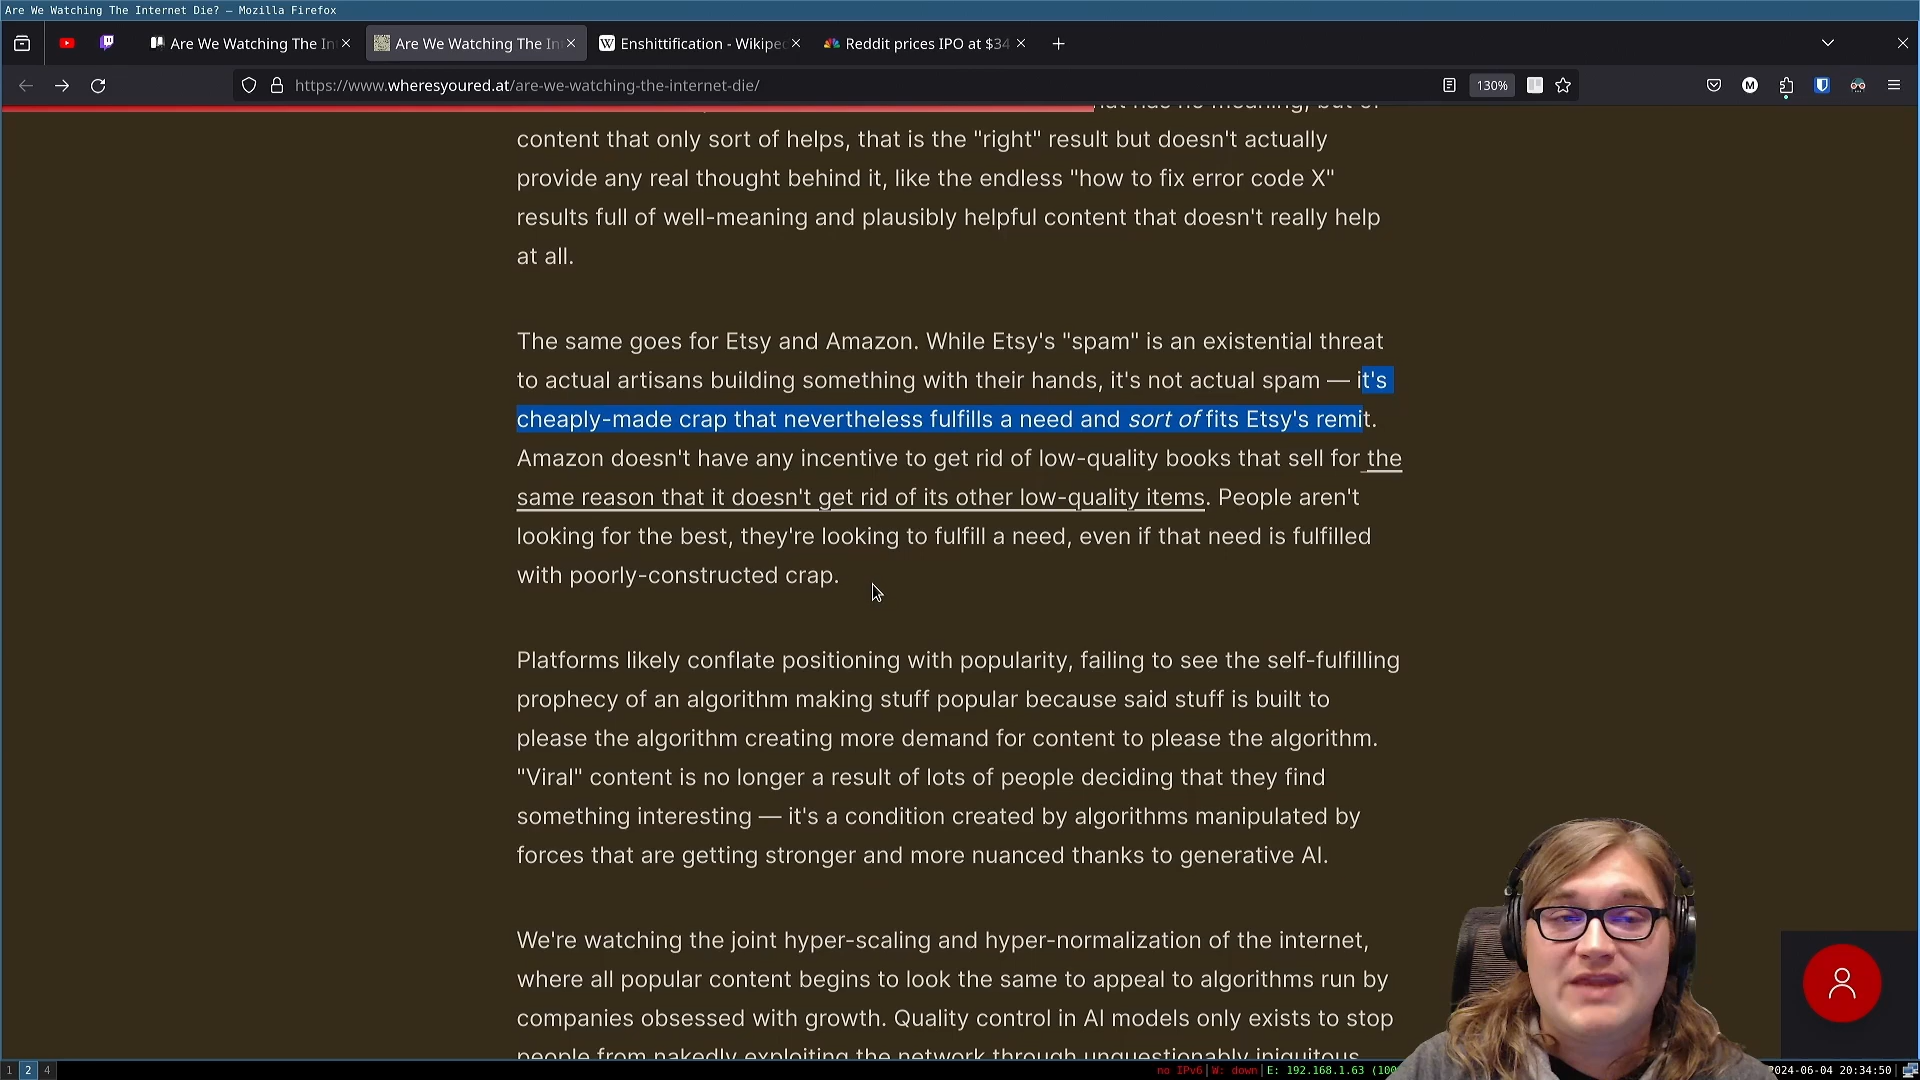 Are We Watching The Internet Die? — Mozilla Firefox
Are We Watching The In
Are We Watching The In
Enshittification - Wikiped
Reddit prices IPO at $34
https://www.wheresyoured.at/are-we-watching-the-internet-die/
130%
that has no meaning, but of
content that only sort of helps, that is the "right" result but doesn't actually
provide any real thought behind it, like the endless "how to fix error code X"
results full of well-meaning and plausibly helpful content that doesn't really help
at all.
The same goes for Etsy and Amazon. While Etsy's "spam" is an existential threat
to actual artisans building something with their hands, it's not actual spam — it's
cheaply-made crap that nevertheless fulfills a need and sort of fits Etsy's remit.
Amazon doesn't have any incentive to get rid of low-quality books that sell for the
same reason that it doesn't get rid of its other low-quality items. People aren't
looking for the best, they're looking to fulfill a need, even if that need is fulfilled
with poorly-constructed crap.
Platforms likely conflate positioning with popularity, failing to see the self-fulfilling
prophecy of an algorithm making stuff popular because said stuff is built to
please the algorithm creating more demand for content to please the algorithm.
"Viral" content is no longer a result of lots of people deciding that they find
something interesting — it's a condition created by algorithms manipulated by
forces that are getting stronger and more nuanced thanks to generative AI.
We're watching the joint hyper-scaling and hyper-normalization of the internet,
where all popular content begins to look the same to appeal to algorithms run by
companies obsessed with growth. Quality control in AI models only exists to stop
people from nakedly exploiting the network through unquestionably iniquitous
1 2 4
no IPv6 | W: down | E: 192.168.1.63 (100
2024-06-04 20:34:50